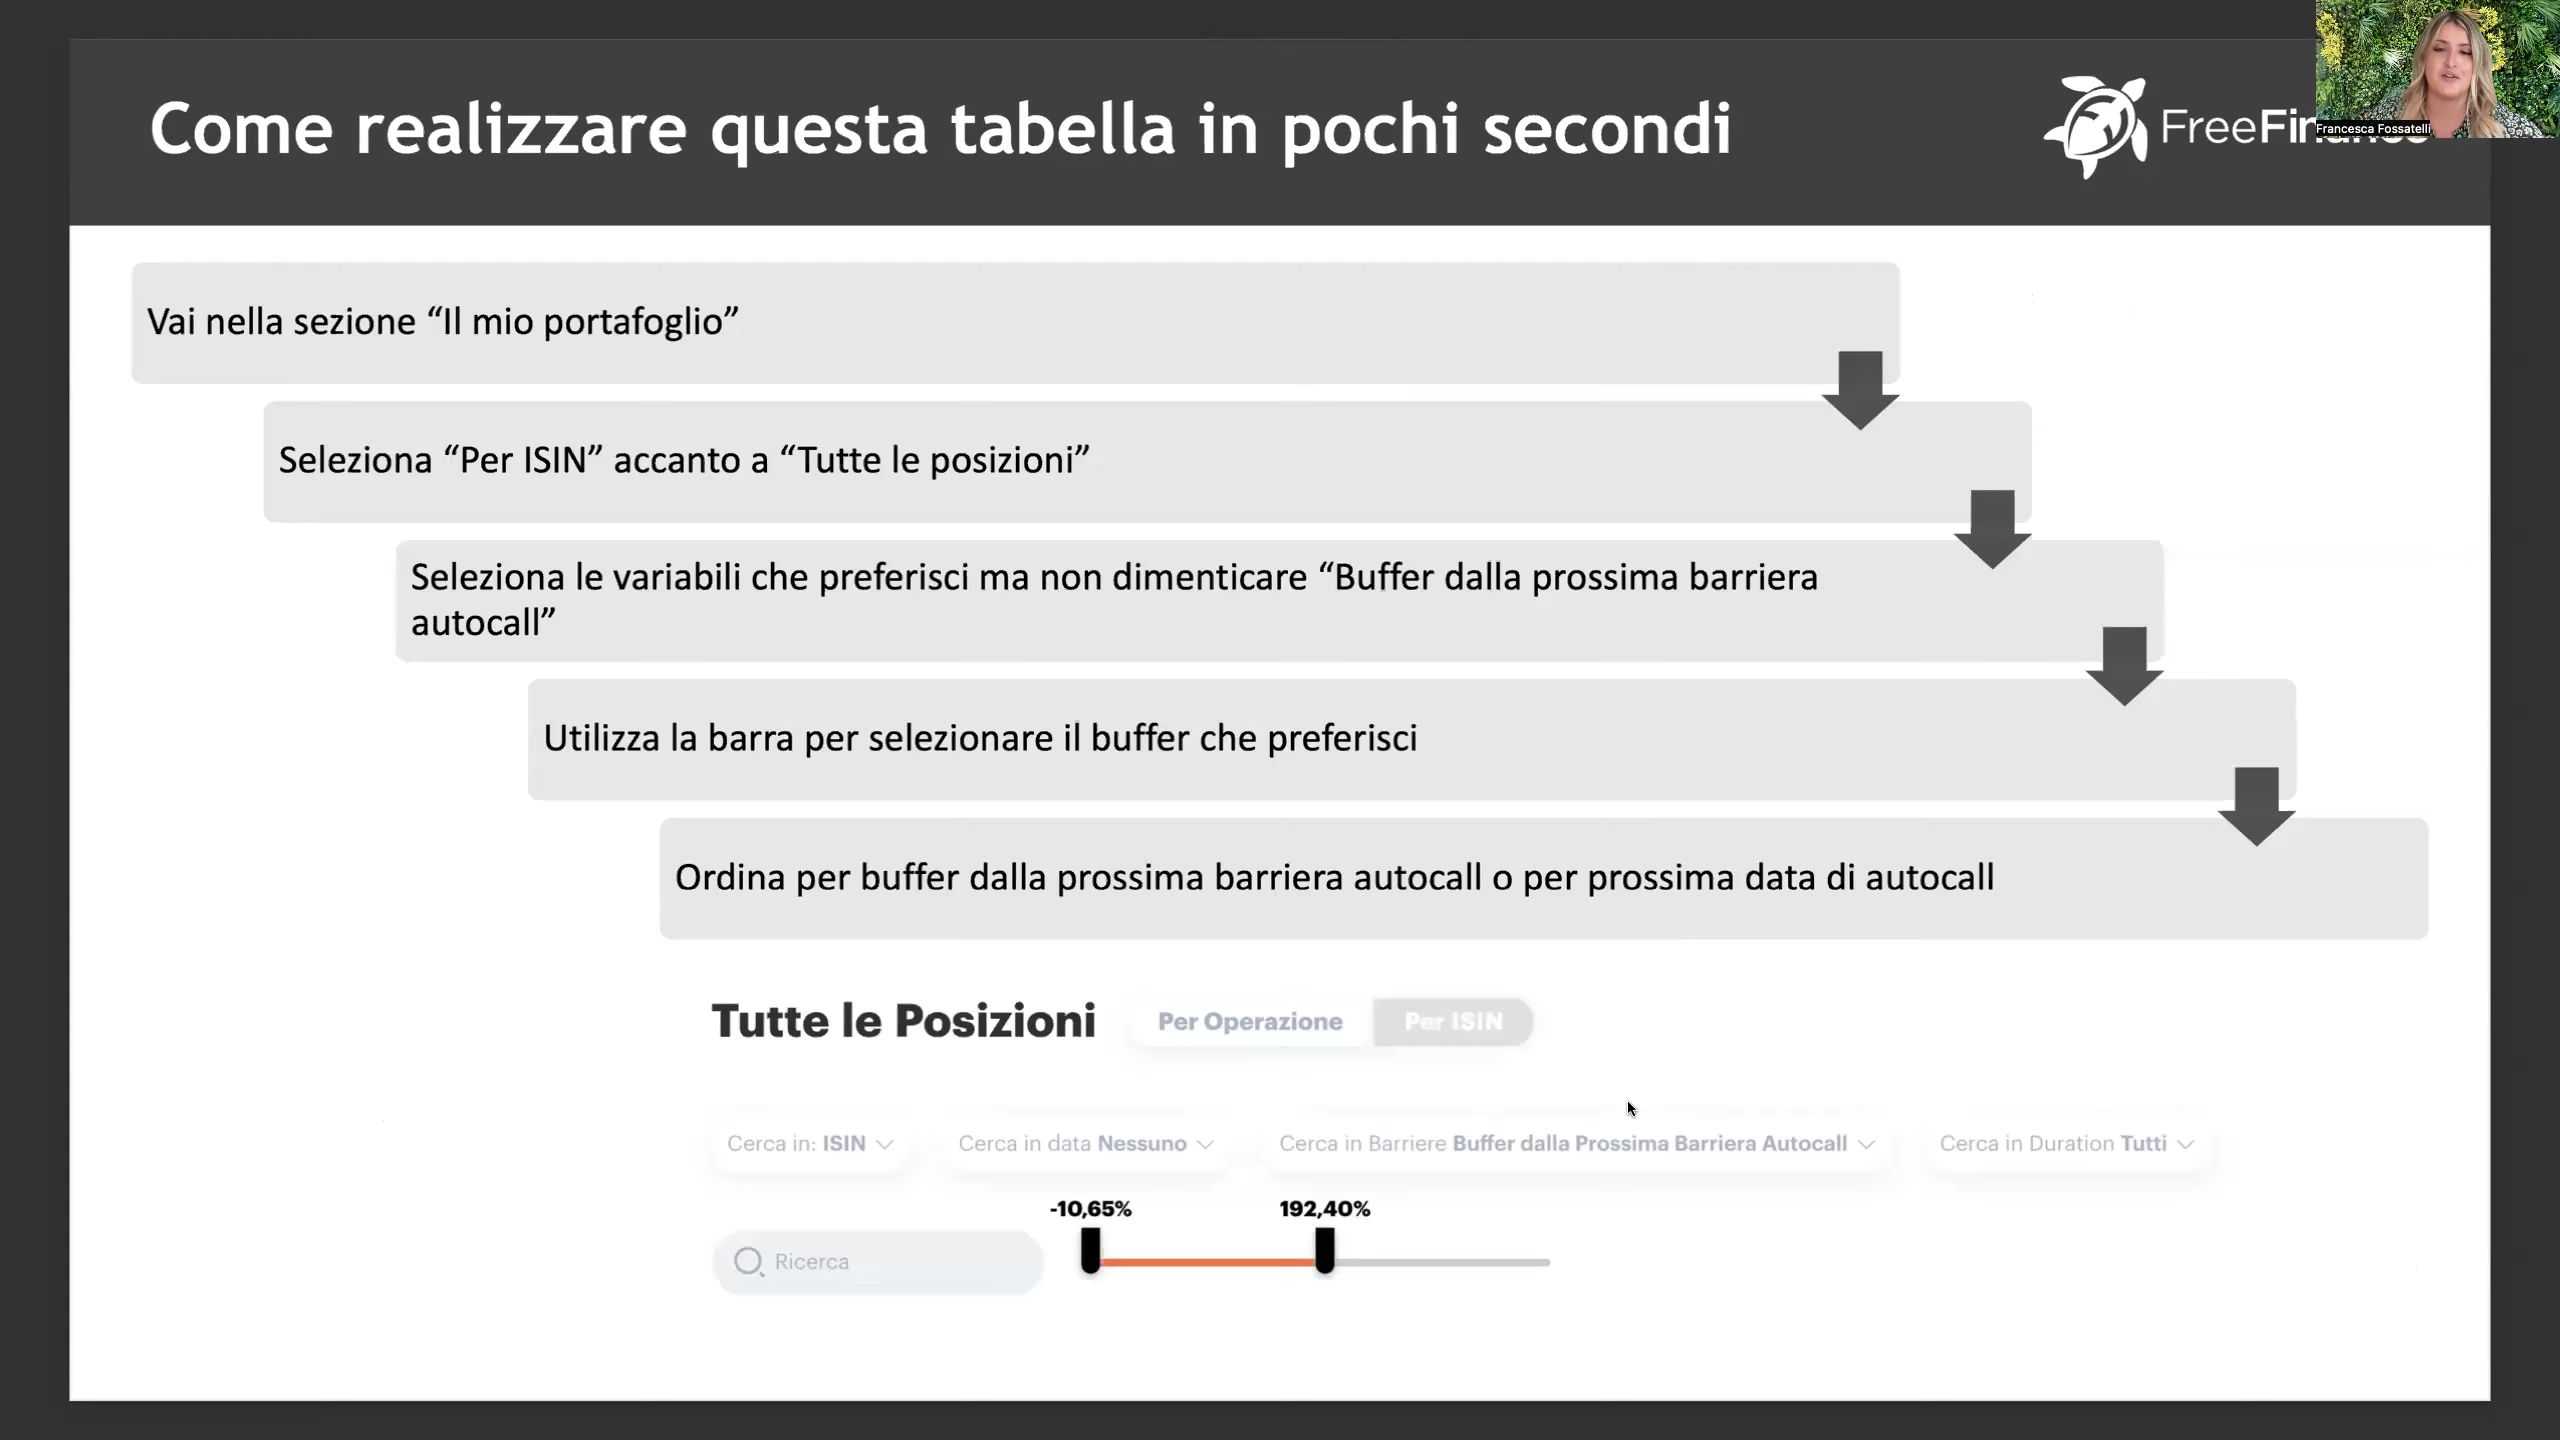 Come realizzare questa tabella in pochi secondi
Francesca Fossatelli
Vai nella sezione “Il mio portafoglio”
Seleziona “Per ISIN” accanto a “Tutte le posizioni”
Seleziona le variabili che preferisci ma non dimenticare “Buffer dalla prossima barriera
autocall”
Utilizza la barra per selezionare il buffer che preferisci
Ordina per buffer dalla prossima barriera autocall o per prossima data di autocall
Tutte le Posizioni Per Operazione Per ISIN
Cerca in: ISIN Cerca in data Nessuno Cerca in Barriere Buffer dalla Prossima Barriera Autocall Cerca in Duration Tutti
-10,65% 192,40%
Ricerca